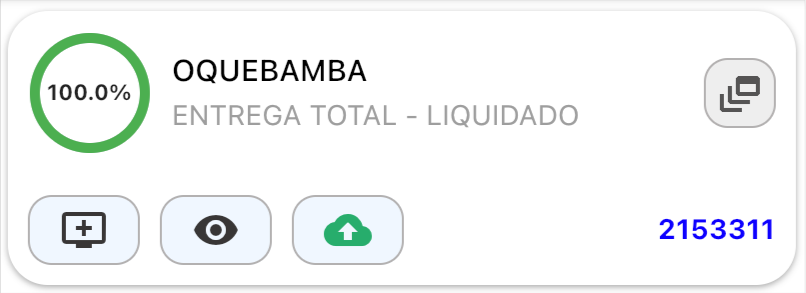 100.0%
OQUEBAMBA
ENTREGA TOTAL - LIQUIDADO
2153311